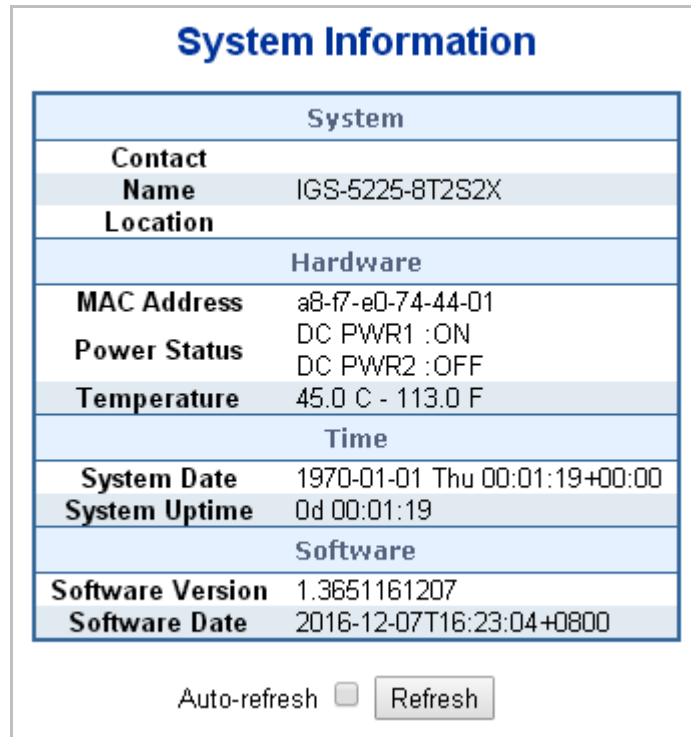 System Information
System
Contact
Name IGS-5225-8T2S2X
Location
Hardware
MAC Address a8-f7-e0-74-44-01
Power Status DC PWR1 :ON
DC PWR2 :OFF
Temperature 45.0 C - 113.0 F
Time
System Date 1970-01-01 Thu 00:01:19+00:00
System Uptime 0d 00:01:19
Software
Software Version 1.3651161207
Software Date 2016-12-07T16:23:04+0800
Auto-refresh Refresh